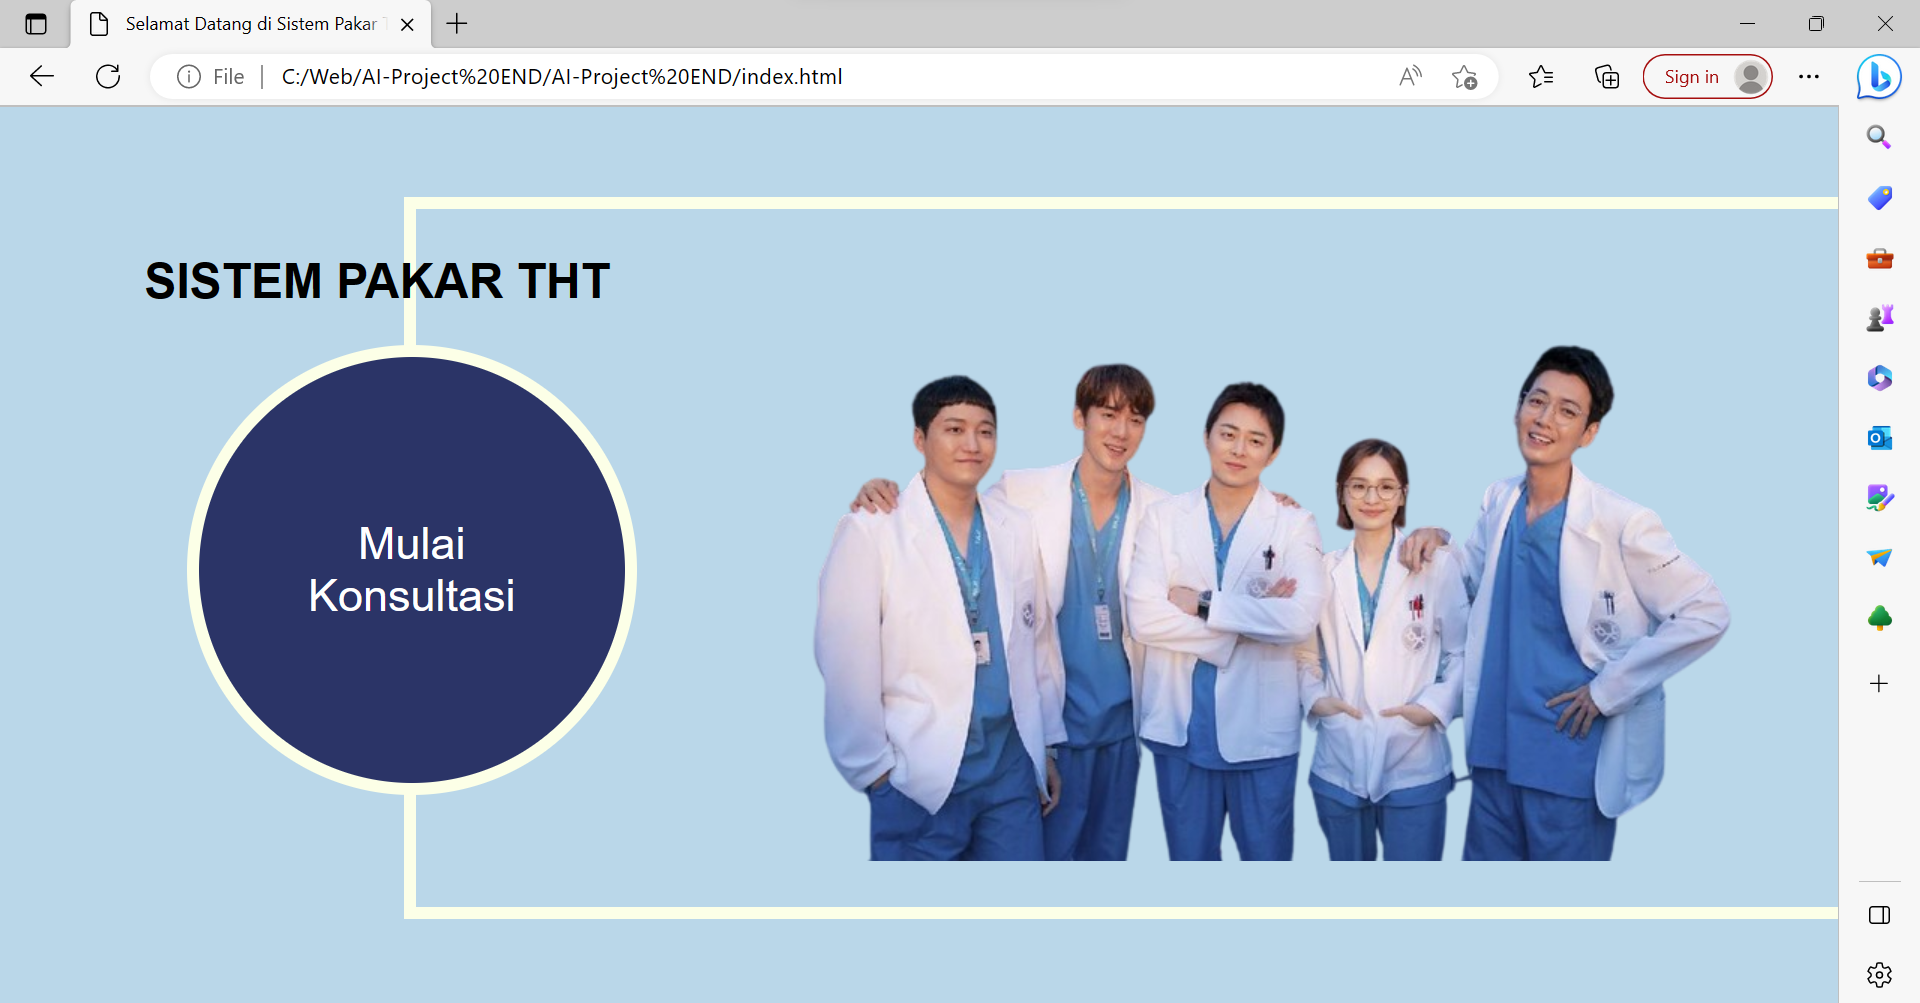 Selamat Datang di Sistem Pakar
File
C:/Web/AI-Project%20END/AI-Project%20END/index.html
Sign in
SISTEM PAKAR THT
Mulai
Konsultasi